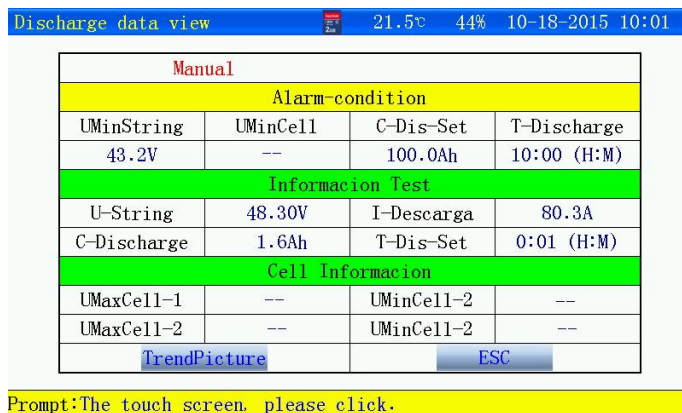 Discharge data view 21.5℃ 44% 10-18-2015 10:01
Manual
Alarm-condition
UMinString UMinCell C-Dis-Set T-Discharge
43.2V -- 100.0Ah 10:00 (H:M)
Informacion Test
U-String 48.30V I-Descarga 80.3A
C-Discharge 1.6Ah T-Dis-Set 0:01 (H:M)
Cell Informacion
UMaxCell-1 -- UMinCell-2 --
UMaxCell-2 -- UMinCell-2 --
TrendPicture ESC
Prompt:The touch screen, please click.